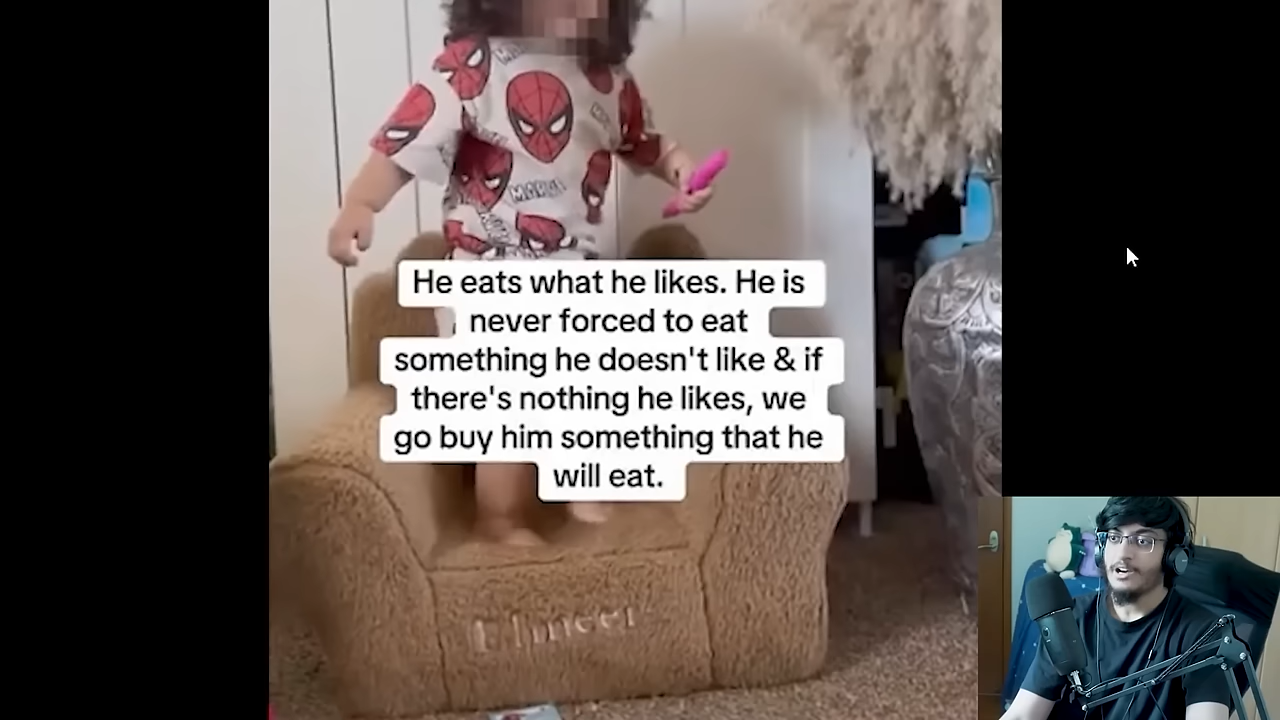 He eats what he likes. He is
never forced to eat
something he doesn't like & if
there's nothing he likes, we
go buy him something that he
will eat.
MARVEL